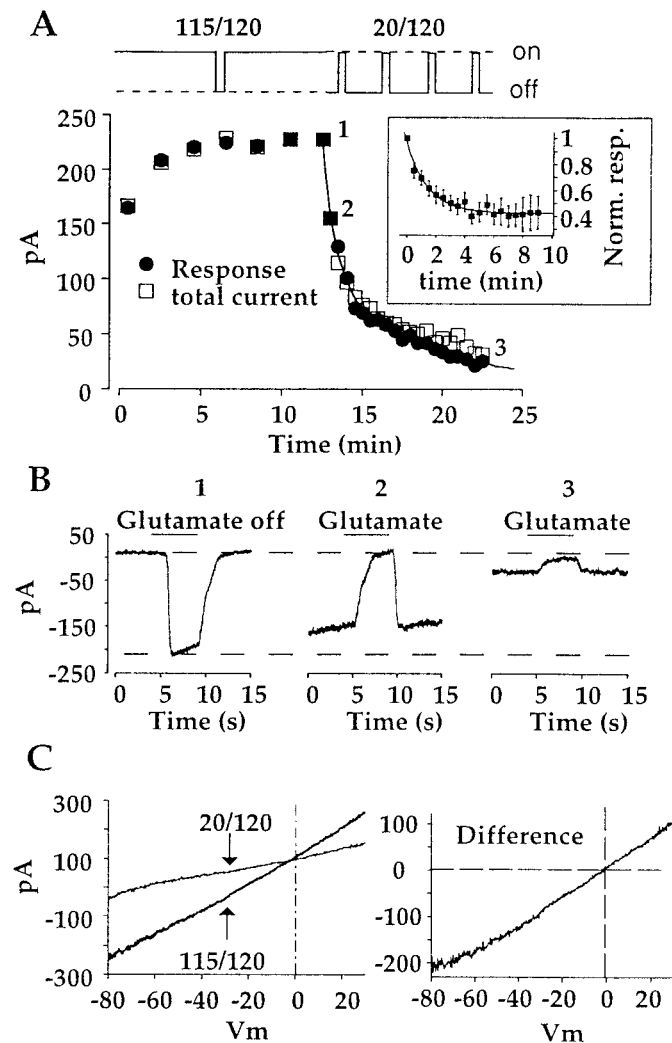 A
115/120 20/120
on
off
250
200
150
100
50
0
pA
1
2
3
Response
total current
0 5 10 15 20 25
Time (min)
1
0.8
0.6
0.4
Norm. resp.
0 2 4 6 8 10
time (min)
B
1 2 3
Glutamate off Glutamate Glutamate
50
-50
-150
-250
pA
0 5 10 15 0 5 10 15 0 5 10 15
Time (s) Time (s) Time (s)
C
300
100
-100
-300
pA
20/120
115/120
-80 -60 -40 -20 0 20
Vm
Difference
100
0
-100
-200
-80 -60 -40 -20 0 20
Vm